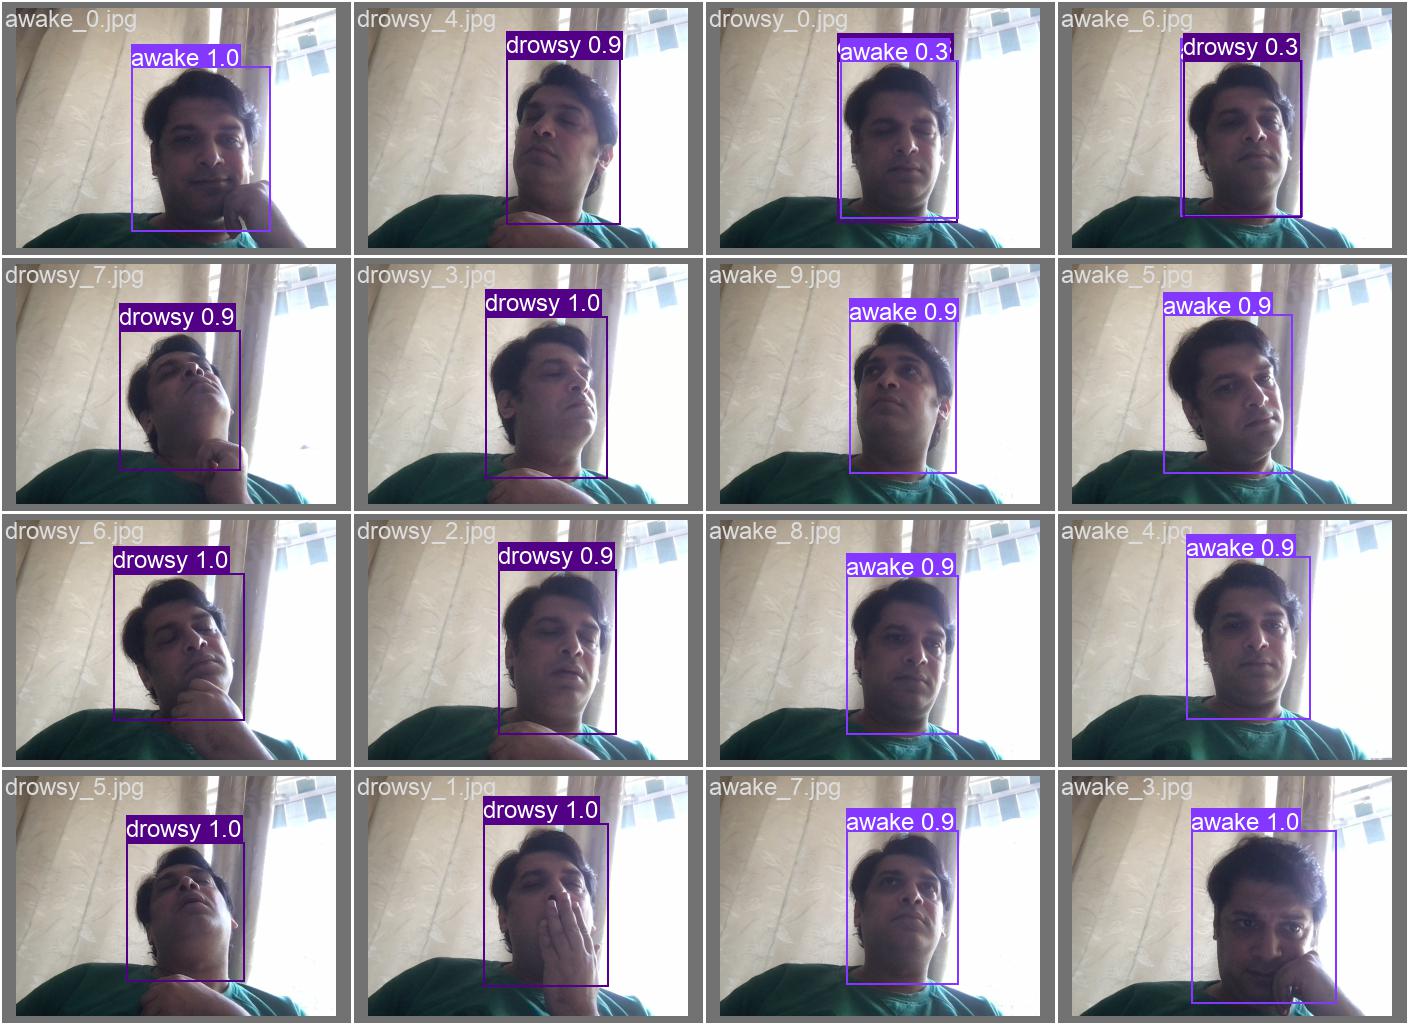 awake_0.jpg
awake 1.0
drowsy_4.jpg
drowsy 0.9
drowsy_0.jpg
awake 0.3
awake_6.jpg
drowsy 0.3
drowsy_7.jpg
drowsy 0.9
drowsy_3.jpg
drowsy 1.0
awake_9.jpg
awake 0.9
awake_5.jpg
awake 0.9
drowsy_6.jpg
drowsy 1.0
drowsy_2.jpg
drowsy 0.9
awake_8.jpg
awake 0.9
awake_4.jpg
awake 0.9
drowsy_5.jpg
drowsy 1.0
drowsy_1.jpg
drowsy 1.0
awake_7.jpg
awake 0.9
awake_3.jpg
awake 1.0